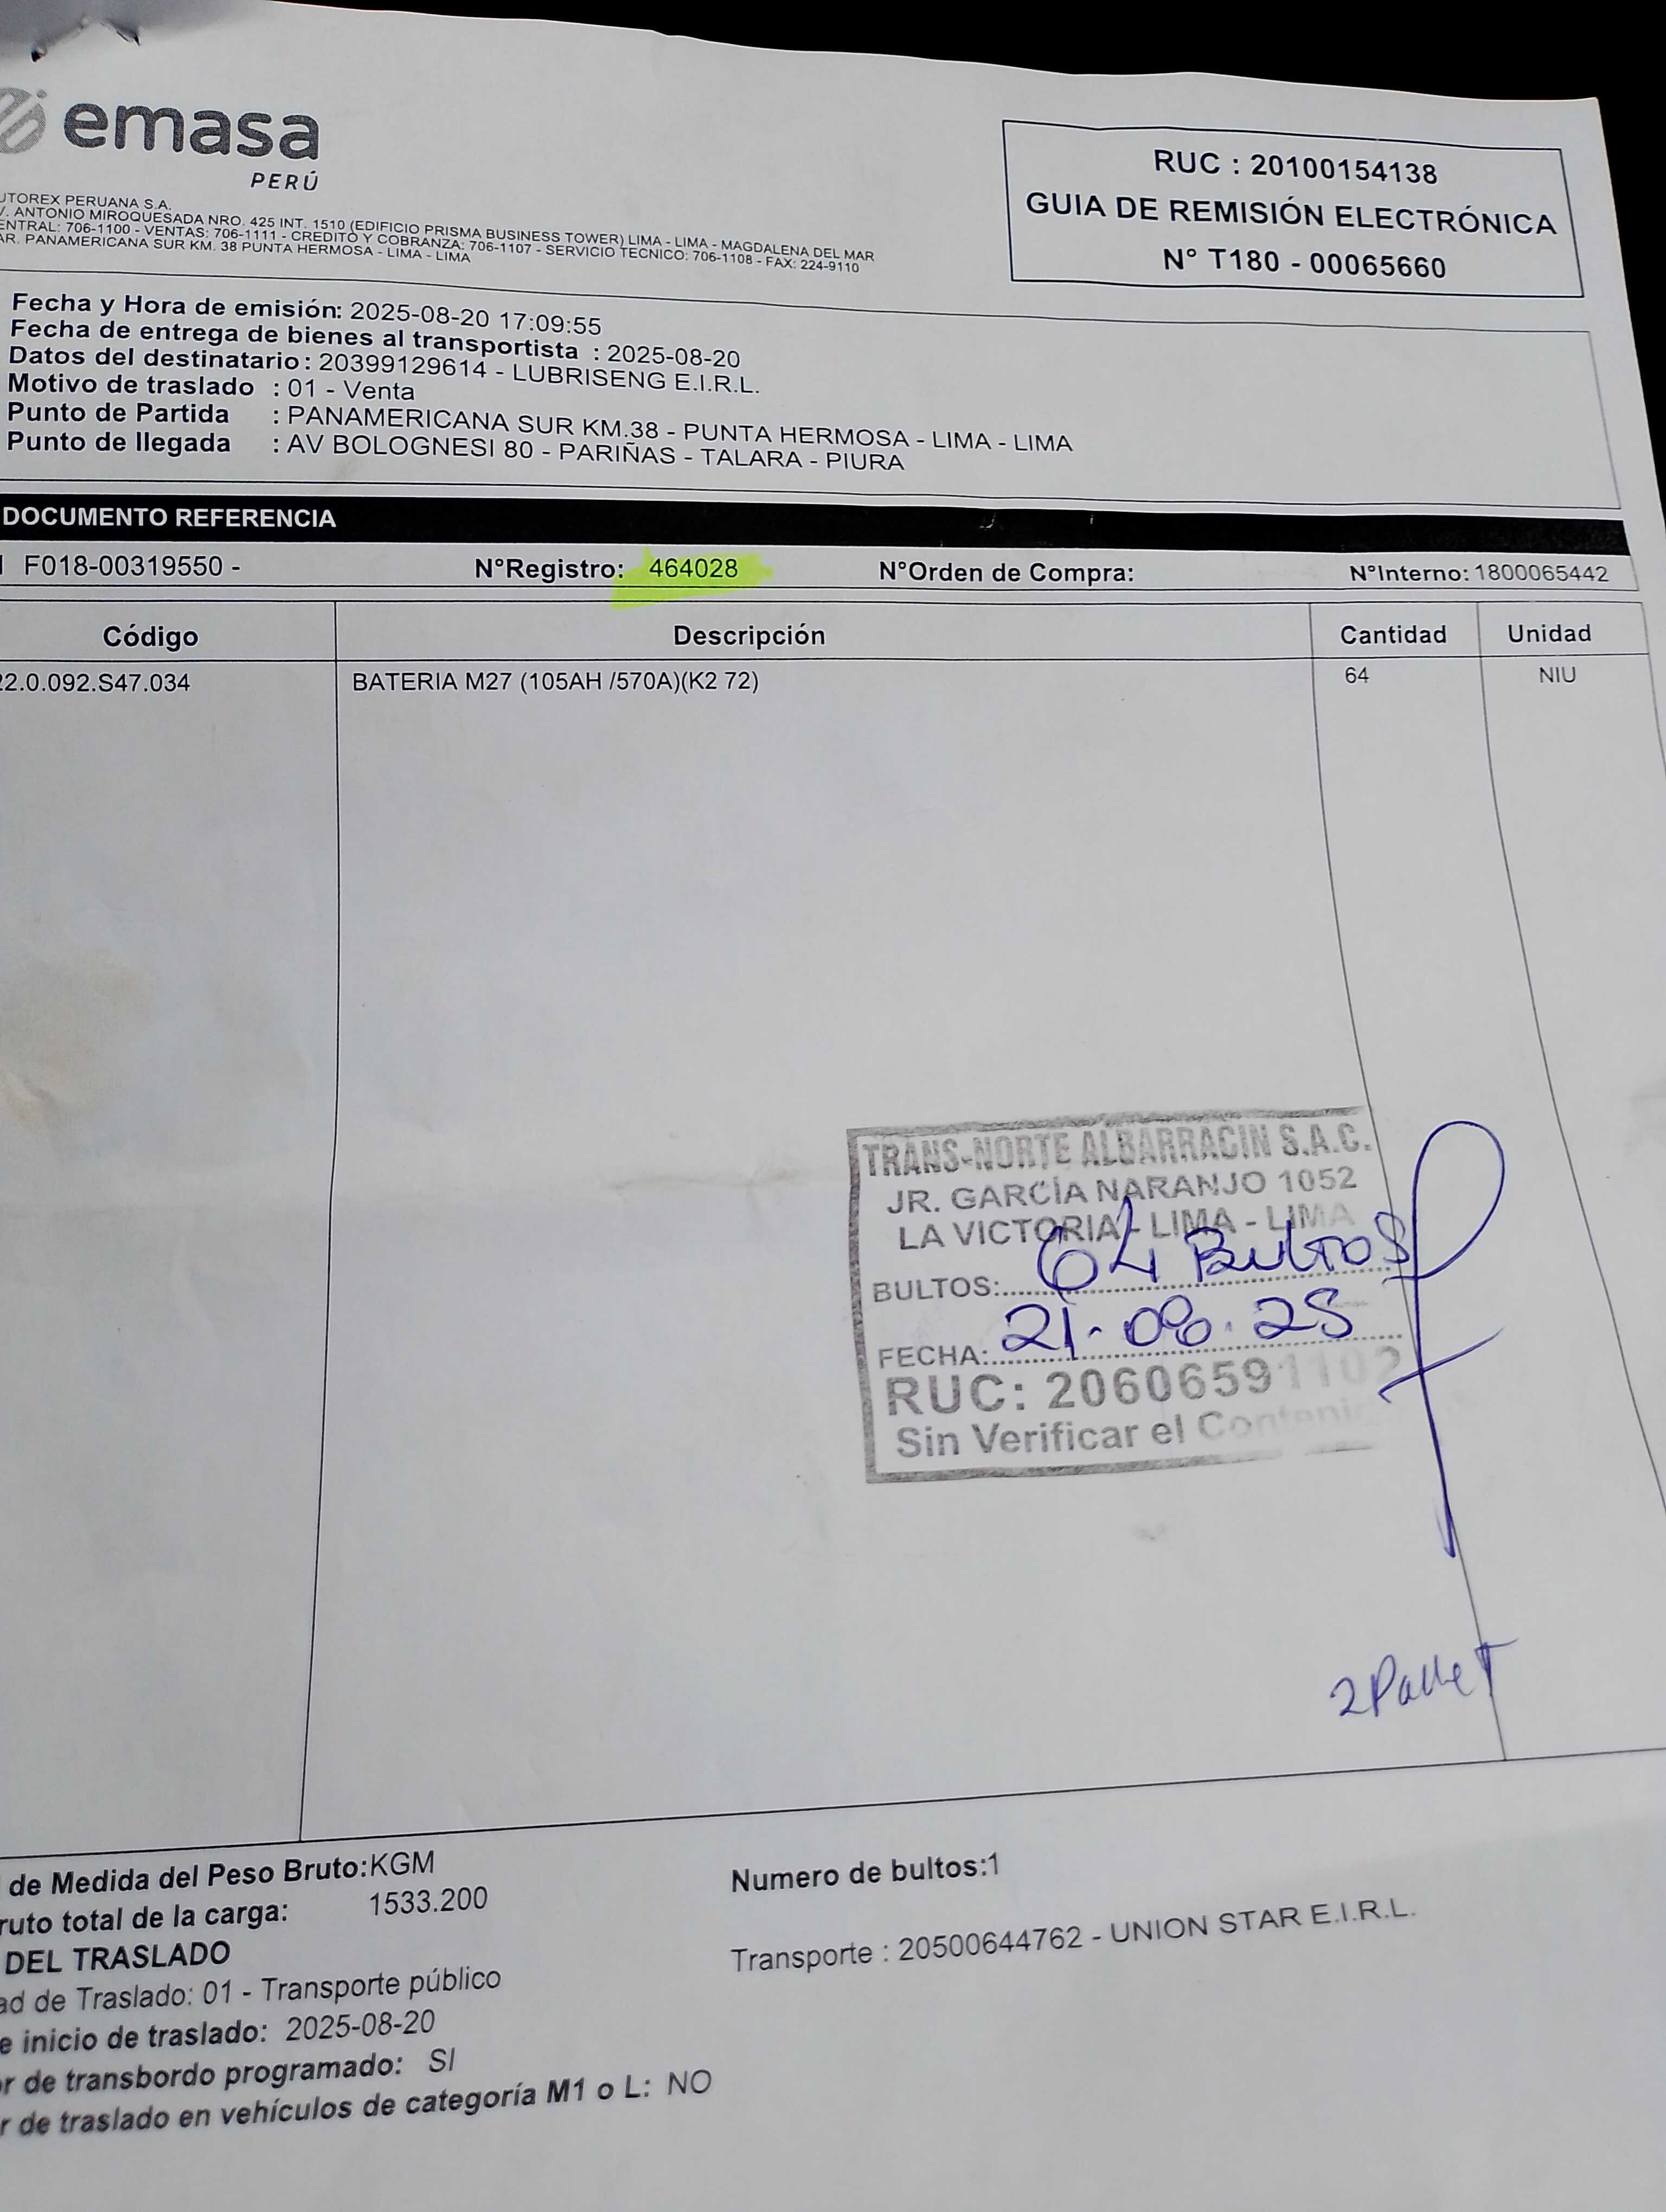 emasa
PERÚ
UTOREX PERUANA S.A.
V. ANTONIO MIROQUESADA NRO. 425 INT. 1510 (EDIFICIO PRISMA BUSINESS TOWER) LIMA - LIMA - MAGDALENA DEL MAR
ENTRAL: 706-1100 - VENTAS: 706-1111 - CREDITO Y COBRANZA: 706-1107 - SERVICIO TECNICO: 706-1108 - FAX: 224-9110
AR. PANAMERICANA SUR KM. 38 PUNTA HERMOSA - LIMA - LIMA
RUC : 20100154138
GUIA DE REMISIÓN ELECTRÓNICA
N° T180 - 00065660
Fecha y Hora de emisión: 2025-08-20 17:09:55
Fecha de entrega de bienes al transportista : 2025-08-20
Datos del destinatario : 20399129614 - LUBRISENG E.I.R.L.
Motivo de traslado : 01 - Venta
Punto de Partida : PANAMERICANA SUR KM.38 - PUNTA HERMOSA - LIMA - LIMA
Punto de llegada : AV BOLOGNESI 80 - PARIÑAS - TALARA - PIURA
DOCUMENTO REFERENCIA
F018-00319550 - N°Registro: 464028 N°Orden de Compra: N°Interno: 1800065442
Código Descripción Cantidad Unidad
22.0.092.S47.034 BATERIA M27 (105AH /570A)(K2 72) 64 NIU
TRANS-NORTE ALBARRACIN S.A.C.
JR. GARCÍA NARANJO 1052
LA VICTORIA - LIMA - LIMA
BULTOS: 64 Bultos
FECHA: 21-08-25
RUC: 20606591102
Sin Verificar el Contenid
2 Pallet
de Medida del Peso Bruto:KGM Numero de bultos:1
ruto total de la carga: 1533.200
DEL TRASLADO Transporte : 20500644762 - UNION STAR E.I.R.L.
ad de Traslado: 01 - Transporte público
e inicio de traslado: 2025-08-20
or de transbordo programado: SI
r de traslado en vehículos de categoría M1 o L: NO